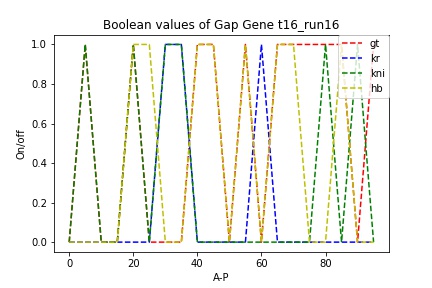 Boolean values of Gap Gene t16_run16
gt
kr
kni
hb
1.0
0.8
0.6
0.4
0.2
0.0
On/off
0 20 40 60 80
A-P